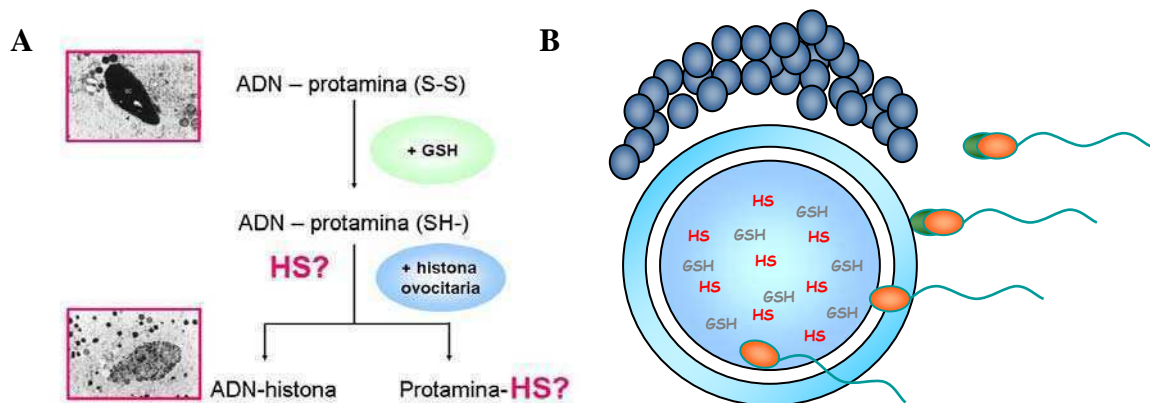 A
ADN – protamina (S-S)
+ GSH
ADN – protamina (SH-)
HS?
+ histona
ovocitaria
ADN-histona
Protamina-HS?
B
HS
GSH
HS
GSH
HS
GSH
HS
GSH
HS
HS
GSH
GSH
HS
GSH
HS